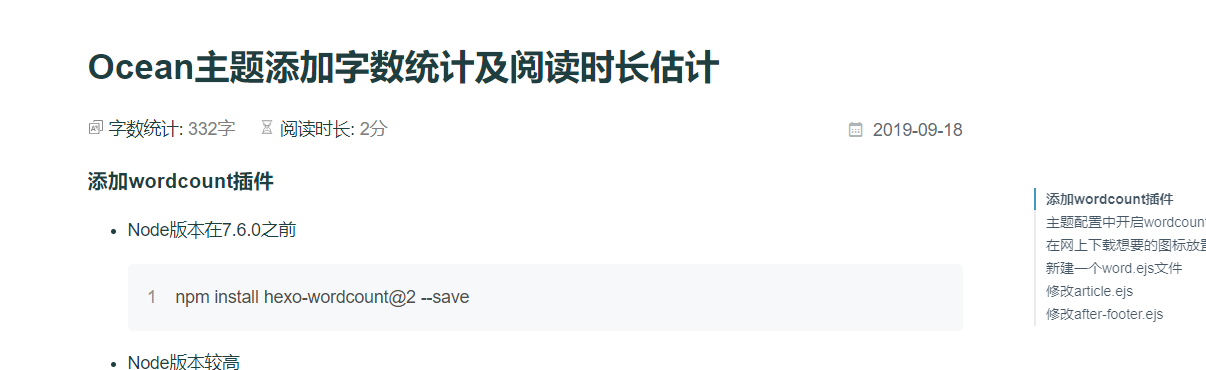 Ocean主题添加字数统计及阅读时长估计
字数统计: 332字 阅读时长: 2分 2019-09-18
添加wordcount插件
Node版本在7.6.0之前
1 npm install hexo-wordcount@2 --save
Node版本较高
添加wordcount插件
主题配置中开启wordcount
在网上下载想要的图标放置
新建一个word.ejs文件
修改article.ejs
修改after-footer.ejs